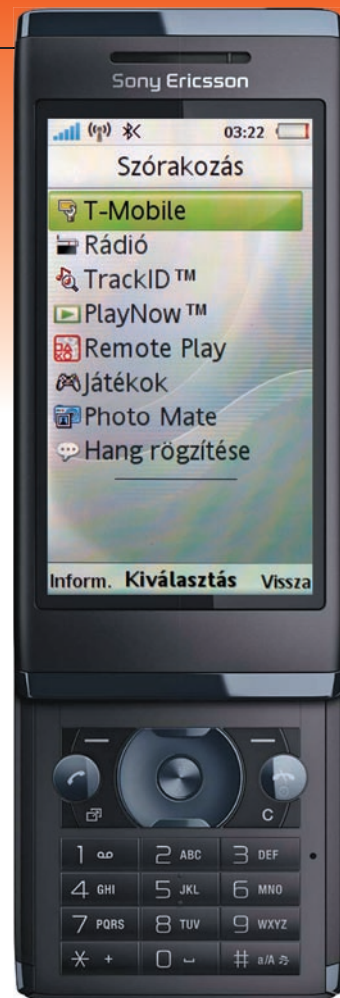 Sony Ericsson
03:22
Szórakozás
T-Mobile
Rádió
TrackID™
PlayNow™
Remote Play
Játékok
Photo Mate
Hang rögzítése
Inform. Kiválasztás Vissza
C
1 2 ABC 3 DEF
4 GHI 5 JKL 6 MNO
7 PQRS 8 TUV 9 WXYZ
* + 0 # a/A